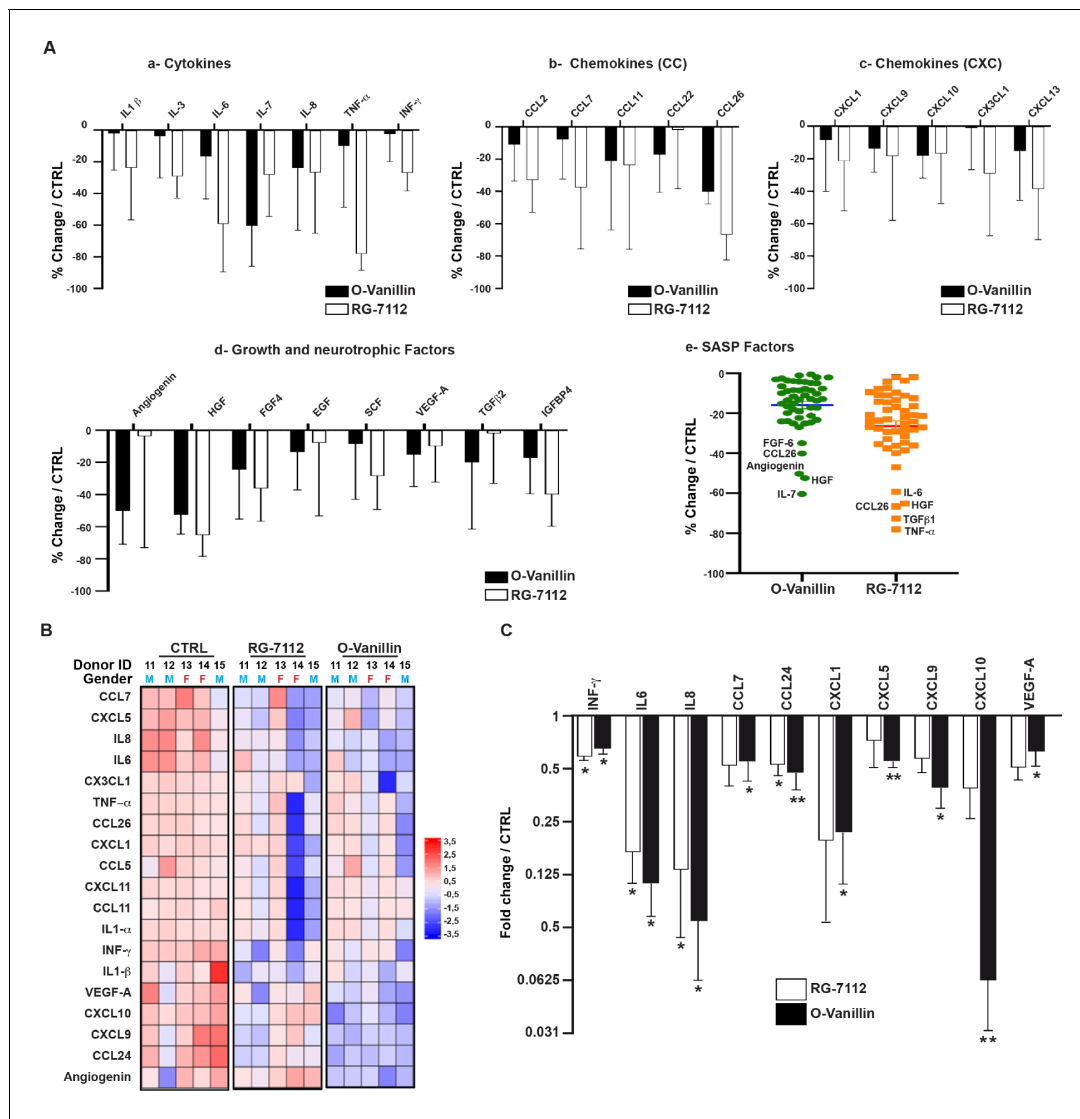 A
a- Cytokines
IL1 β IL-3 IL-6 IL-7 IL-8 TNF-α INF-γ
0
-20
-40
-60
-80
-100
% Change / CTRL
O-Vanillin
RG-7112
b- Chemokines (CC)
CCL2 CCL7 CCL11 CCL22 CCL26
0
-20
-40
-60
-80
-100
% Change / CTRL
O-Vanillin
RG-7112
c- Chemokines (CXC)
CXCL1 CXCL9 CXCL10 CX3CL1 CXCL13
0
-20
-40
-60
-80
-100
% Change / CTRL
O-Vanillin
RG-7112
d- Growth and neurotrophic Factors
Angiogenin HGF FGF4 EGF SCF VEGF-A TGFβ2 IGFBP4
0
-20
-40
-60
-80
-100
% Change / CTRL
O-Vanillin
RG-7112
e- SASP Factors
0
-20
-40
-60
-80
-100
% Change / CTRL
FGF-6
CCL26
Angiogenin
HGF
IL-7
IL-6
CCL26 HGF
TGFβ1
TNF-α
O-Vanillin RG-7112
B
CTRL RG-7112 O-Vanillin
Donor ID 11 12 13 14 15 11 12 13 14 15 11 12 13 14 15
Gender M M F F M M M F F M M M F F M
CCL7
CXCL5
IL8
IL6
CX3CL1
TNF-α
CCL26
CXCL1
CCL5
CXCL11
CCL11
IL1-α
INF-γ
IL1-β
VEGF-A
CXCL10
CXCL9
CCL24
Angiogenin
3,5
2,5
1,5
0,5
-0,5
-1,5
-2,5
-3,5
C
INF-γ IL6 IL8 CCL7 CCL24 CXCL1 CXCL5 CXCL9 CXCL10 VEGF-A
1
0.5
0.25
0.125
0.5
0.0625
0.031
Fold change / CTRL
* * * * * * * * ** * ** * ** *
RG-7112
O-Vanillin